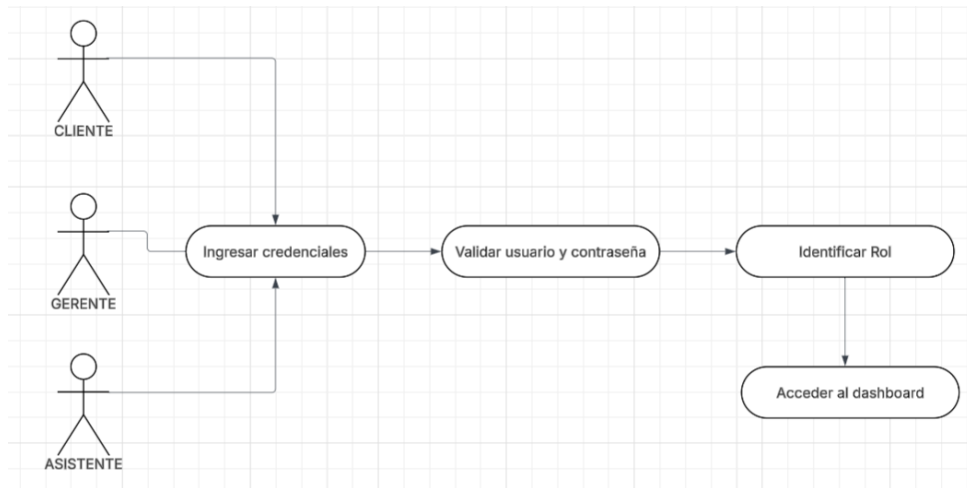 CLIENTE
GERENTE
Ingresar credenciales
Validar usuario y contraseña
Identificar Rol
Acceder al dashboard
ASISTENTE